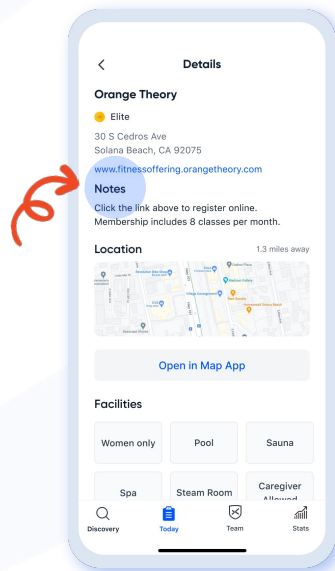 Details
Orange Theory
Elite
30 S Cedros Ave
Solana Beach, CA 92075
www.fitnessoffering.orangetheory.com
Notes
Click the link above to register online.
Membership includes 8 classes per month.
Location
1.3 miles away
Open in Map App
Facilities
Women only
Pool
Sauna
Spa
Steam Room
Caregiver
Allowed
Discovery
Today
Team
Stats